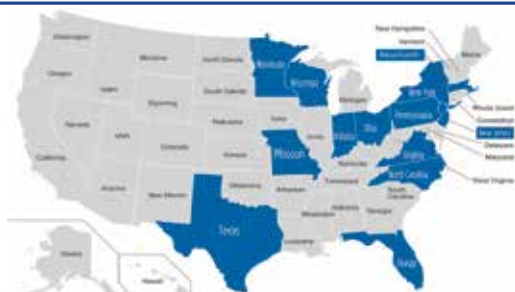 New Hampshire
Vermont
Massachusetts
Washington
Montana
North Dakota
Minnesota
Maine
Oregon
Idaho
Wyoming
South Dakota
Wisconsin
Michigan
New York
Rhode Island
Connecticut
New Jersey
Delaware
Maryland
West Virginia
Nevada
Utah
Colorado
Nebraska
Iowa
Illinois
Indiana
Ohio
Pennsylvania
California
Kansas
Missouri
Kentucky
Virginia
Arizona
New Mexico
Oklahoma
Arkansas
Tennessee
North Carolina
South Carolina
Texas
Louisiana
Mississippi
Alabama
Georgia
Florida
Alaska
Hawaii